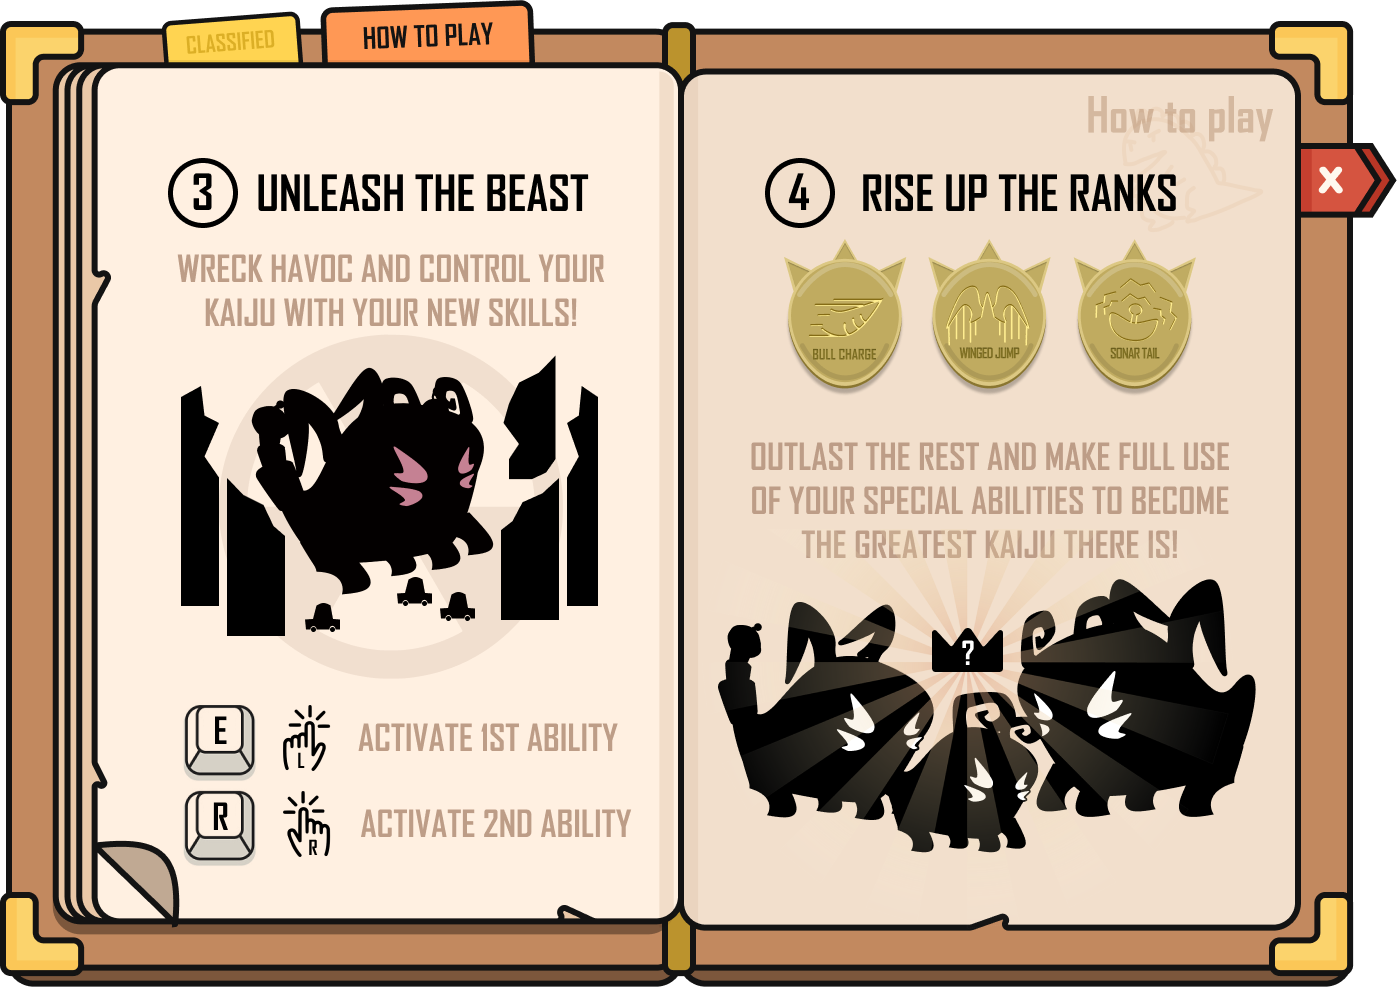 CLASSIFIED
HOW TO PLAY
How to play
3 UNLEASH THE BEAST
WRECK HAVOC AND CONTROL YOUR
KAIJU WITH YOUR NEW SKILLS!
E L ACTIVATE 1ST ABILITY
R R ACTIVATE 2ND ABILITY
4 RISE UP THE RANKS
X
BULL CHARGE
WINGED JUMP
SONAR TAIL
OUTLAST THE REST AND MAKE FULL USE
OF YOUR SPECIAL ABILITIES TO BECOME
THE GREATEST KAIJU THERE IS!
?